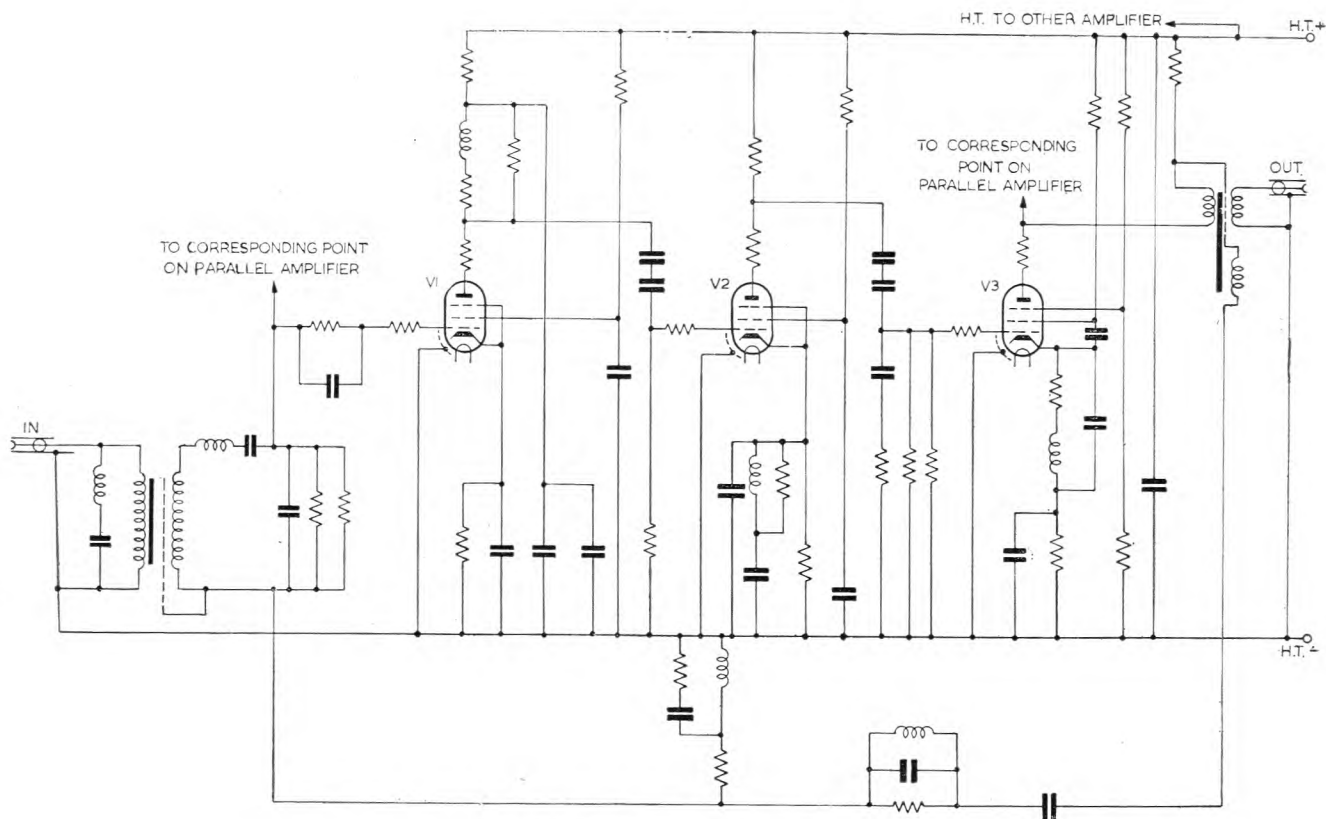 H.T. TO OTHER AMPLIFIER
H.T.+
TO CORRESPONDING
POINT ON
PARALLEL AMPLIFIER
OUT.
TO CORRESPONDING POINT
ON PARALLEL AMPLIFIER
V1
V2
V3
IN
H.T.-